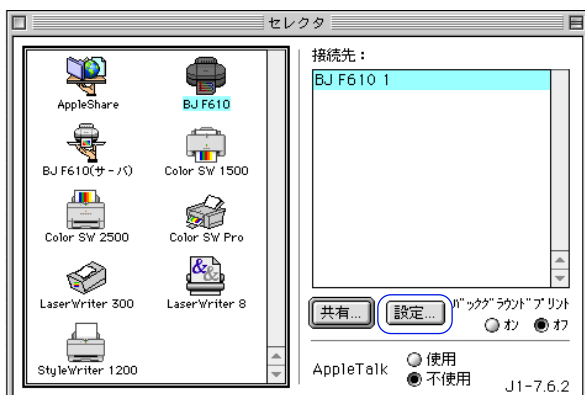 セレクタ
AppleShare
BJ F610
BJ F610(サーバ)
Color SW 1500
Color SW 2500
Color SW Pro
LaserWriter 300
LaserWriter 8
StyleWriter 1200
接続先：
BJ F610 1
共有...
設定...
バックグラウンドプリント
オン
オフ
AppleTalk
使用
不使用
J1-7.6.2